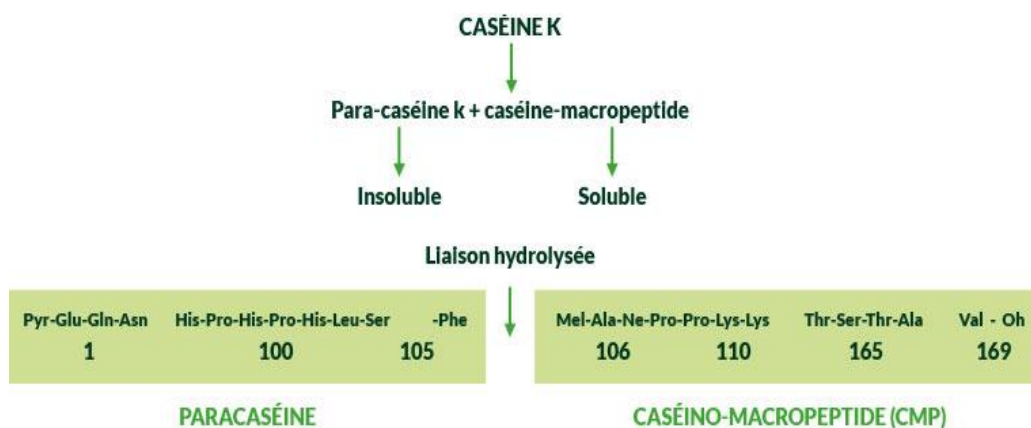 CASÉINE K
Para-caséine k + caséine-macropeptide
Insoluble Soluble
Liaison hydrolysée
Pyr-Glu-Gln-Asn His-Pro-His-Pro-His-Leu-Ser -Phe Mel-Ala-Ne-Pro-Pro-Lys-Lys Thr-Ser-Thr-Ala Val - Oh
1 100 105 106 110 165 169
PARACASÉINE CASÉINO-MACROPEPTIDE (CMP)